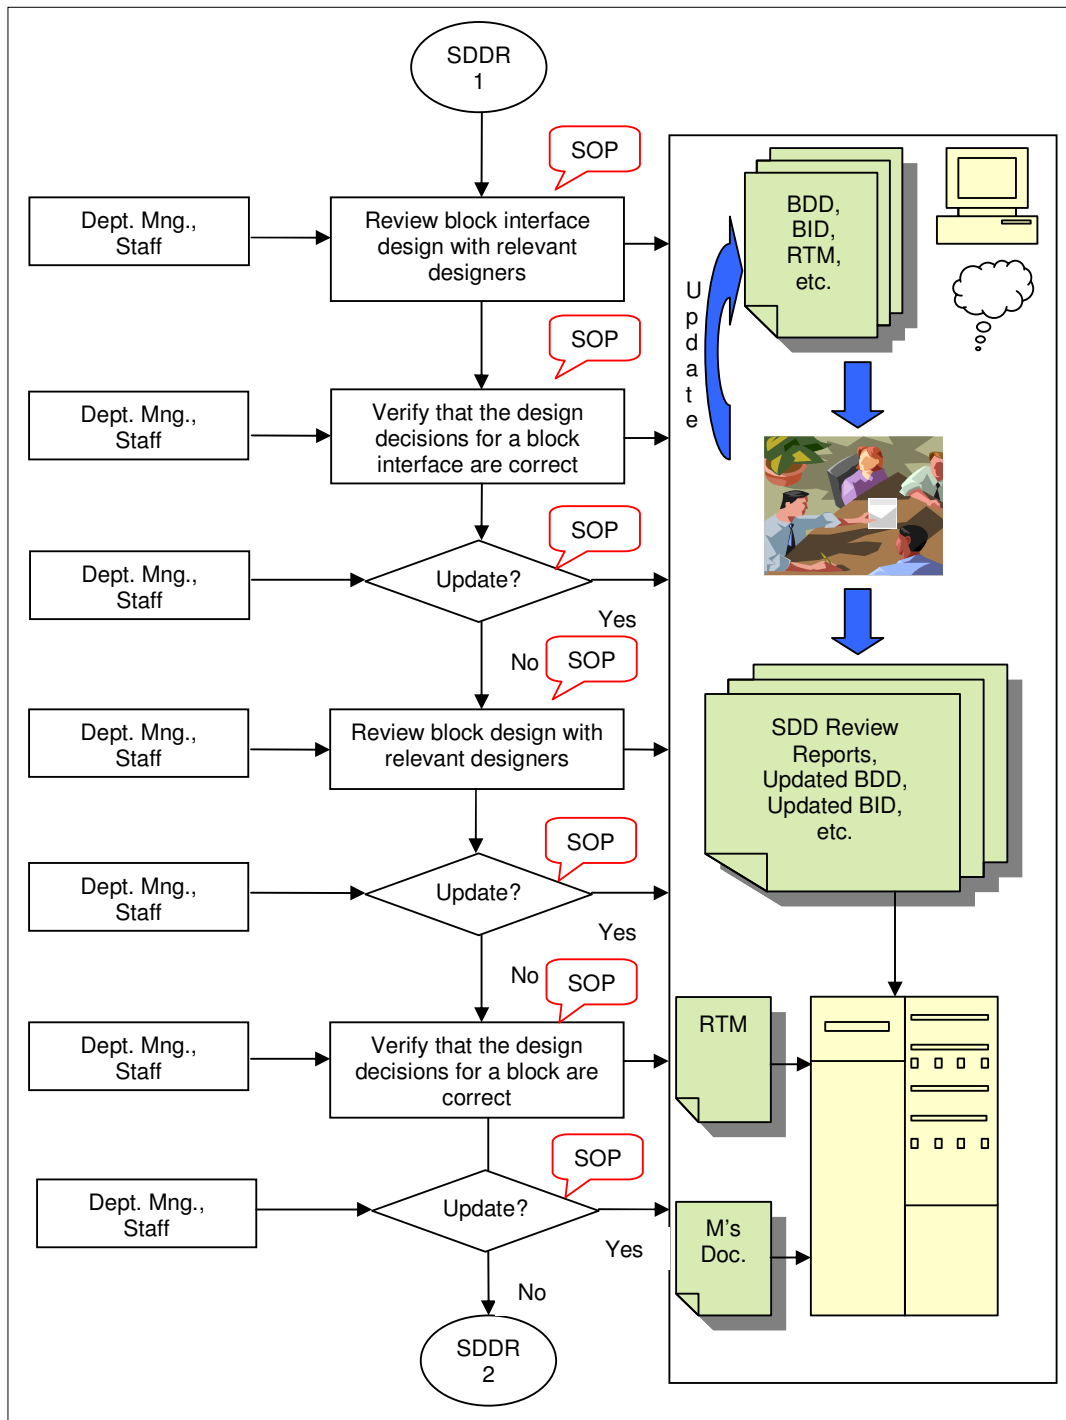 SDDR
1
SOP
Dept. Mng.,
Staff
Review block interface
design with relevant
designers
BDD,
BID,
RTM,
etc.
Update
SOP
Dept. Mng.,
Staff
Verify that the design
decisions for a block
interface are correct
SOP
Dept. Mng.,
Staff
Update?
Yes
No
SOP
Dept. Mng.,
Staff
Review block design with
relevant designers
SDD Review
Reports,
Updated BDD,
Updated BID,
etc.
SOP
Dept. Mng.,
Staff
Update?
Yes
No
SOP
Dept. Mng.,
Staff
Verify that the design
decisions for a block are
correct
RTM
SOP
Dept. Mng.,
Staff
Update?
Yes
M's
Doc.
No
SDDR
2